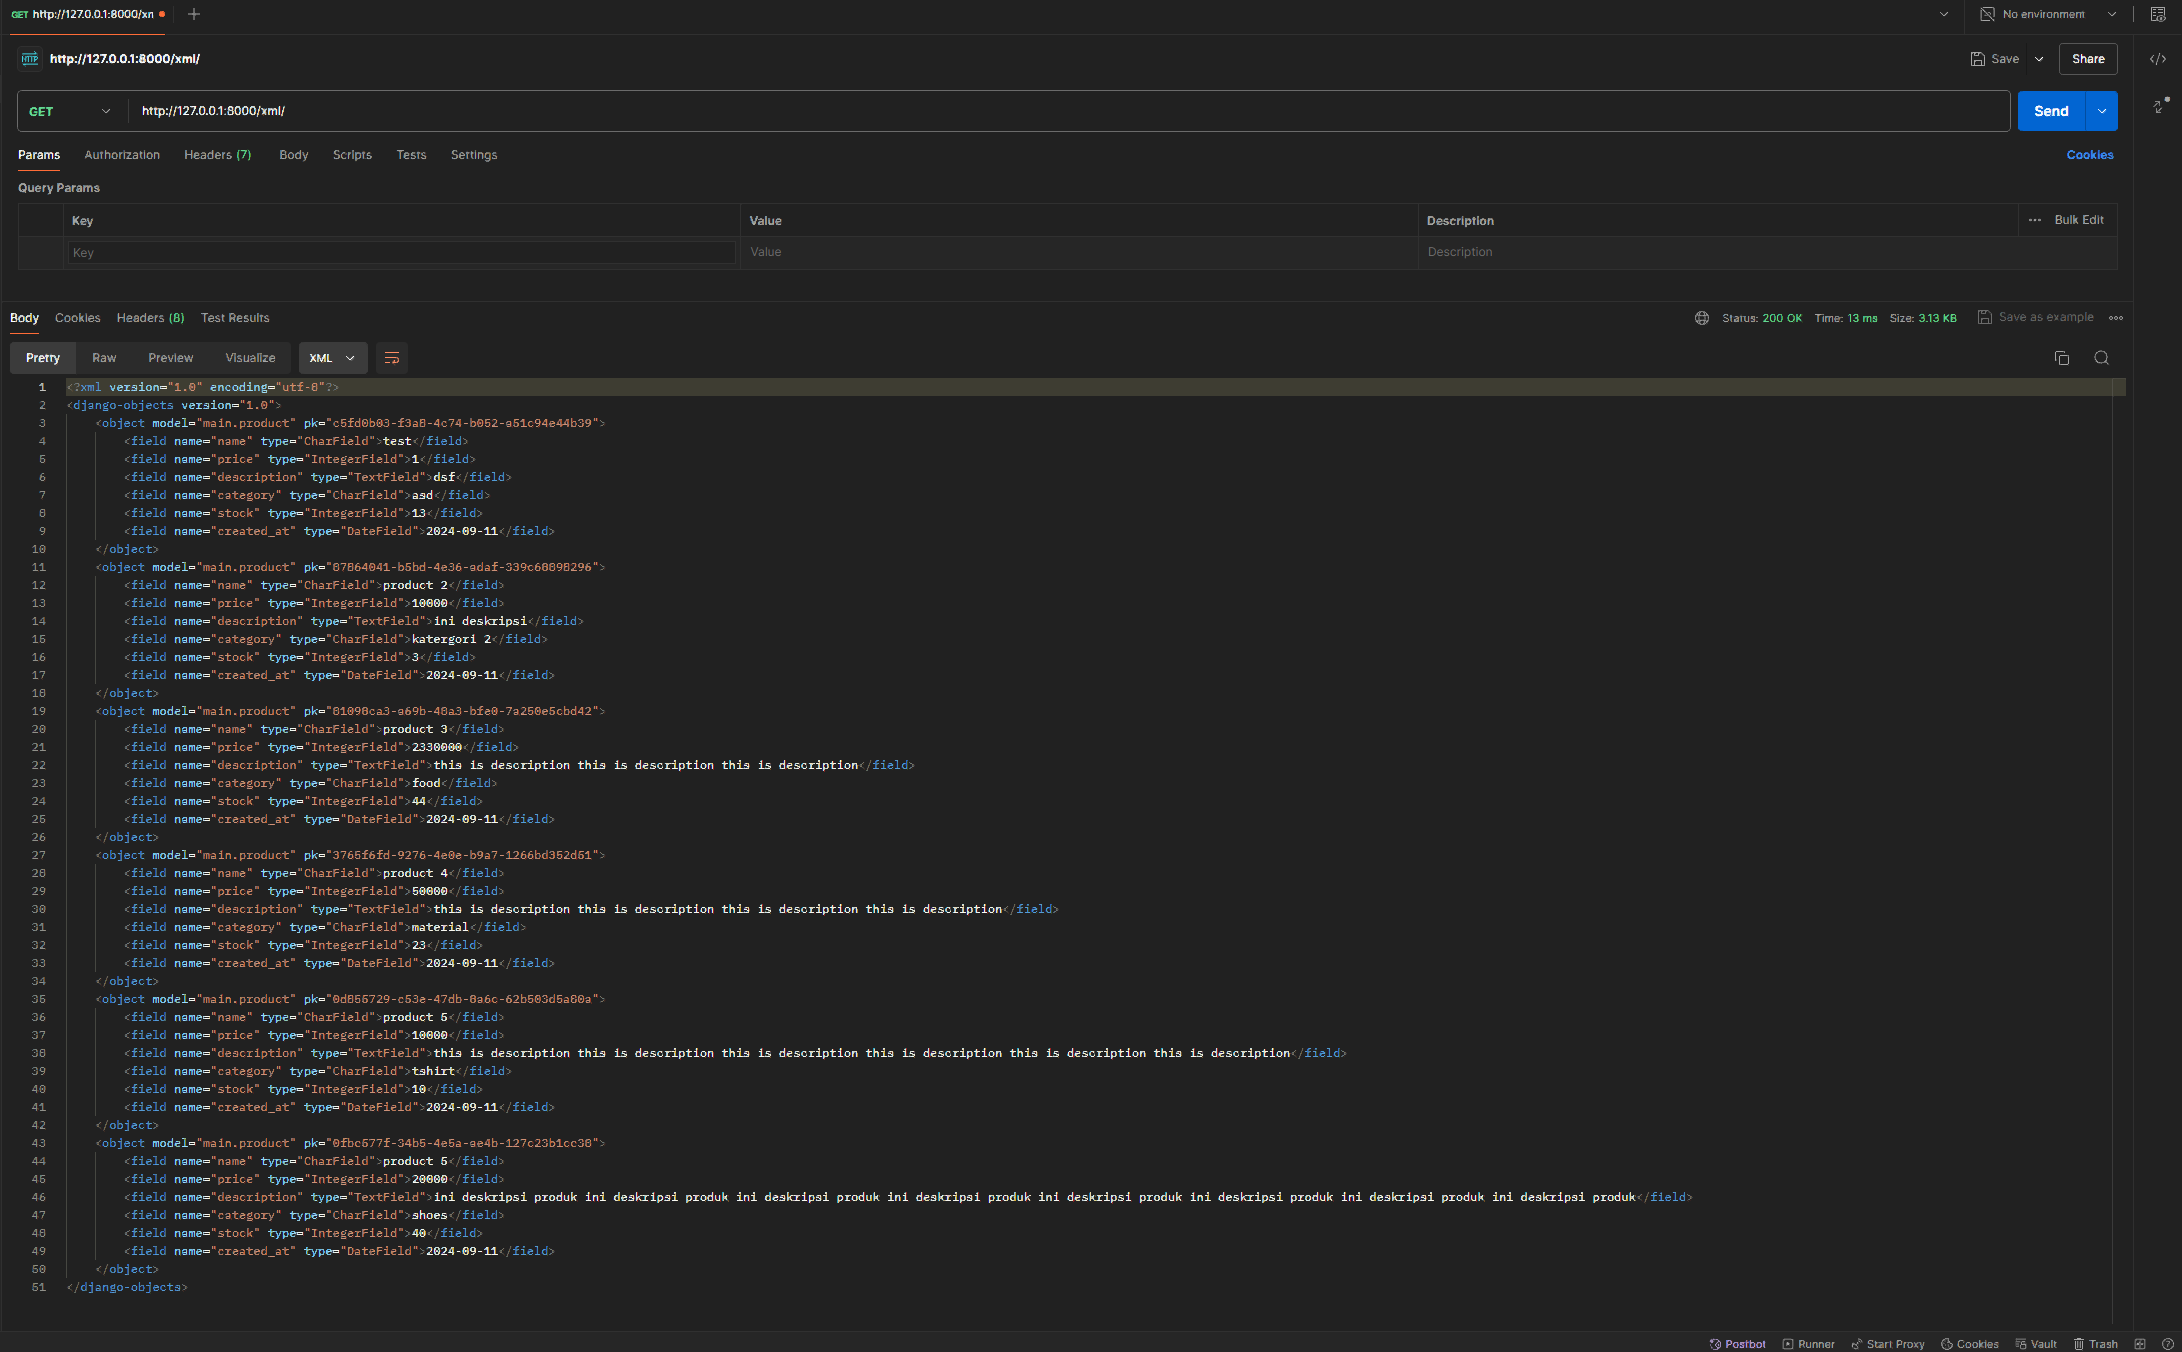 GET http://127.0.0.1:8000/xn
No environment
HTTP http://127.0.0.1:8000/xml/
Save
Share
GET http://127.0.0.1:8000/xml/
Send
Params Authorization Headers (7) Body Scripts Tests Settings
Cookies
Query Params
Key Value Description ... Bulk Edit
Key Value Description
Body Cookies Headers (8) Test Results
Status: 200 OK Time: 13 ms Size: 3.13 KB Save as example
Pretty Raw Preview Visualize XML
1 <?xml version="1.0" encoding="utf-8"?>
2 <django-objects version="1.0">
3 <object model="main.product" pk="c5fd0b03-f3a8-4c74-b052-a51c94e44b39">
4 <field name="name" type="CharField">test</field>
5 <field name="price" type="IntegerField">1</field>
6 <field name="description" type="TextField">dsf</field>
7 <field name="category" type="CharField">asd</field>
8 <field name="stock" type="IntegerField">13</field>
9 <field name="created_at" type="DateField">2024-09-11</field>
10 </object>
11 <object model="main.product" pk=>
12 <field name="name" type="CharField">product 2</field>
13 <field name="price" type="IntegerField">10000</field>
14 <field name="description" type="TextField">ini deskripsi</field>
15 <field name="category" type="CharField">katergori 2</field>
16 <field name="stock" type="IntegerField">3</field>
17 <field name="created_at" type="DateField">2024-09-11</field>
18 </object>
19 <object model="main.product" pk=>
20 <field name="name" type="CharField">product 3</field>
21 <field name="price" type="IntegerField">2330000</field>
22 <field name="description" type="TextField">this is description this is description this is description</field>
23 <field name="category" type="CharField">food</field>
24 <field name="stock" type="IntegerField">44</field>
25 <field name="created_at" type="DateField">2024-09-11</field>
26 </object>
27 <object model="main.product" pk=>
28 <field name="name" type="CharField">product 4</field>
29 <field name="price" type="IntegerField">50000</field>
30 <field name="description" type="TextField">this is description this is description this is description this is description</field>
31 <field name="category" type="CharField">material</field>
32 <field name="stock" type="IntegerField">23</field>
33 <field name="created_at" type="DateField">2024-09-11</field>
34 </object>
35 <object model="main.product" pk=>
36 <field name="name" type="CharField">product 5</field>
37 <field name="price" type="IntegerField">10000</field>
38 <field name="description" type="TextField">this is description this is description this is description this is description this is description this is description</field>
39 <field name="category" type="CharField">tshirt</field>
40 <field name="stock" type="IntegerField">10</field>
41 <field name="created_at" type="DateField">2024-09-11</field>
42 </object>
43 <object model="main.product" pk=>
44 <field name="name" type="CharField">product 5</field>
45 <field name="price" type="IntegerField">20000</field>
46 <field name="description" type="TextField">ini deskripsi produk ini deskripsi produk ini deskripsi produk ini deskripsi produk ini deskripsi produk ini deskripsi produk ini deskripsi produk ini deskripsi produk</field>
47 <field name="category" type="CharField">shoes</field>
48 <field name="stock" type="IntegerField">40</field>
49 <field name="created_at" type="DateField">2024-09-11</field>
50 </object>
51 </django-objects>
Postbot Runner Start Proxy Cookies Vault Trash